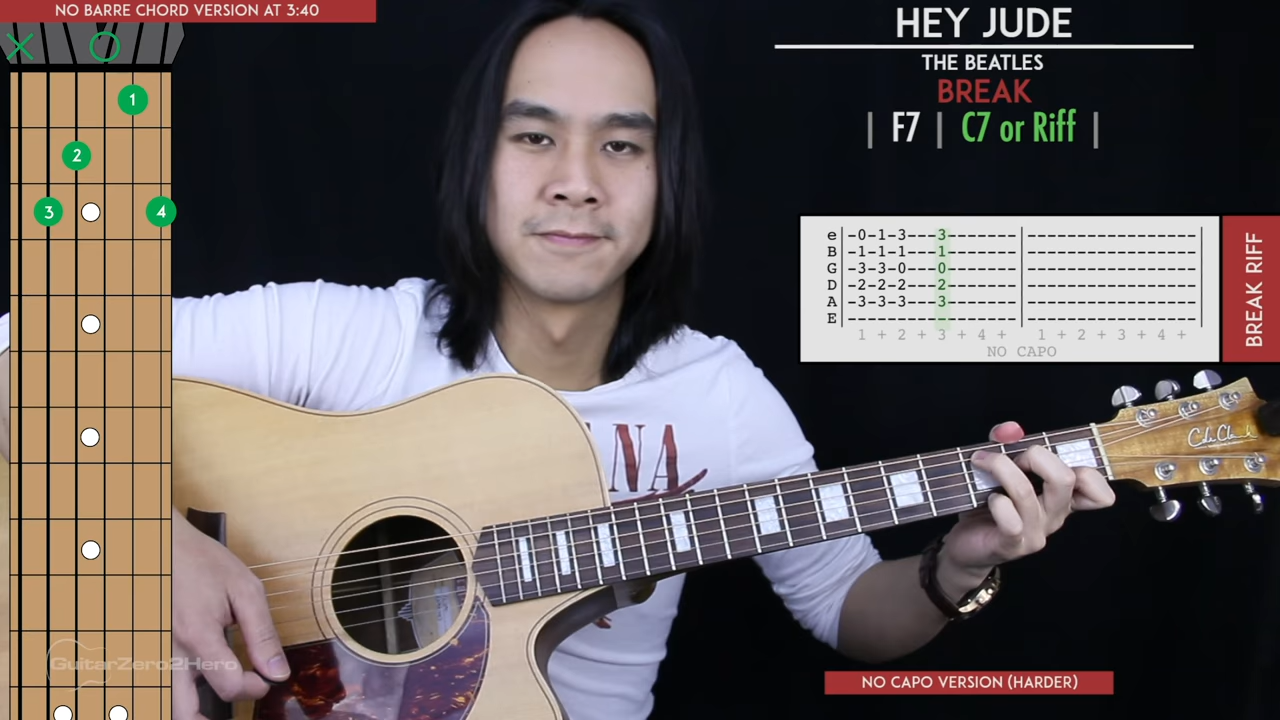 NO BARRE CHORD VERSION AT 3:40
HEY JUDE
THE BEATLES
BREAK
| F7 | C7 or Riff |
X O
1
2
3 4
e|-0-1-3---3-------|-----------------|
B|-1-1-1---1-------|-----------------|
G|-3-3-0---0-------|-----------------|
D|-2-2-2---2-------|-----------------|
A|-3-3-3---3-------|-----------------|
E|-----------------|-----------------|
1 + 2 + 3 + 4 + 1 + 2 + 3 + 4 +
NO CAPO
BREAK RIFF
NA
GuitarZero2Hero
NO CAPO VERSION (HARDER)